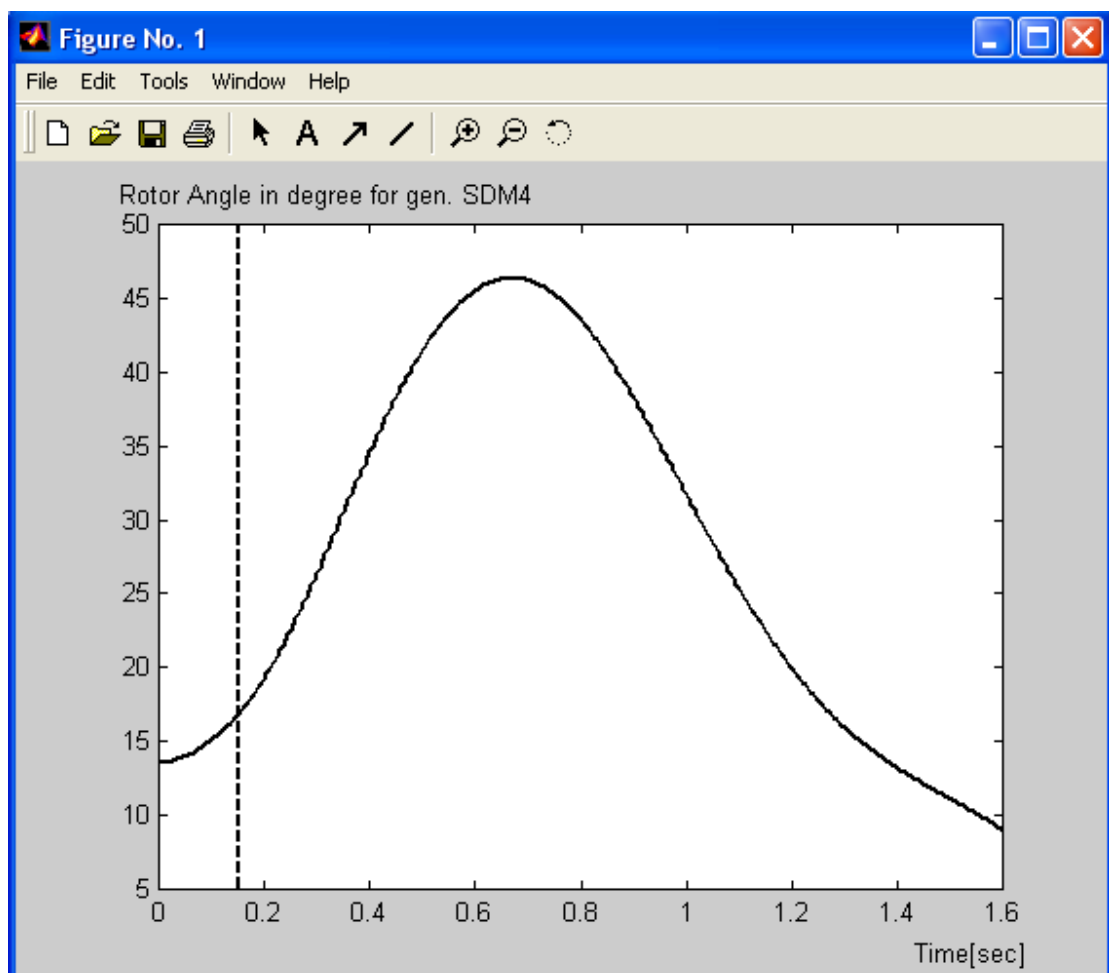 Figure No. 1
File Edit Tools Window Help
A
Rotor Angle in degree for gen. SDM4
50
45
40
35
30
25
20
15
10
5
0 0.2 0.4 0.6 0.8 1 1.2 1.4 1.6
Time[sec]